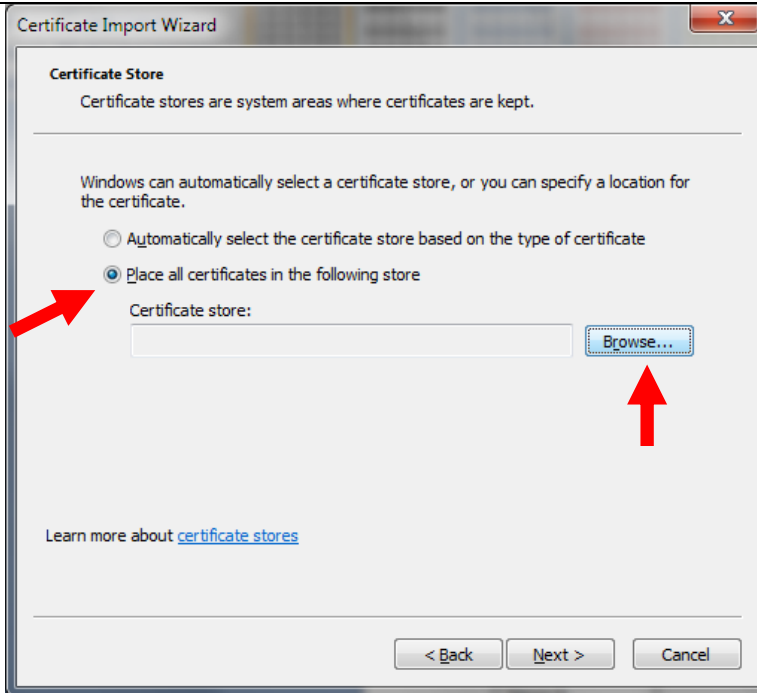 Certificate Import Wizard
Certificate Store
Certificate stores are system areas where certificates are kept.
Windows can automatically select a certificate store, or you can specify a location for
the certificate.
Automatically select the certificate store based on the type of certificate
Place all certificates in the following store
Certificate store:
Browse...
Learn more about certificate stores
< Back Next > Cancel